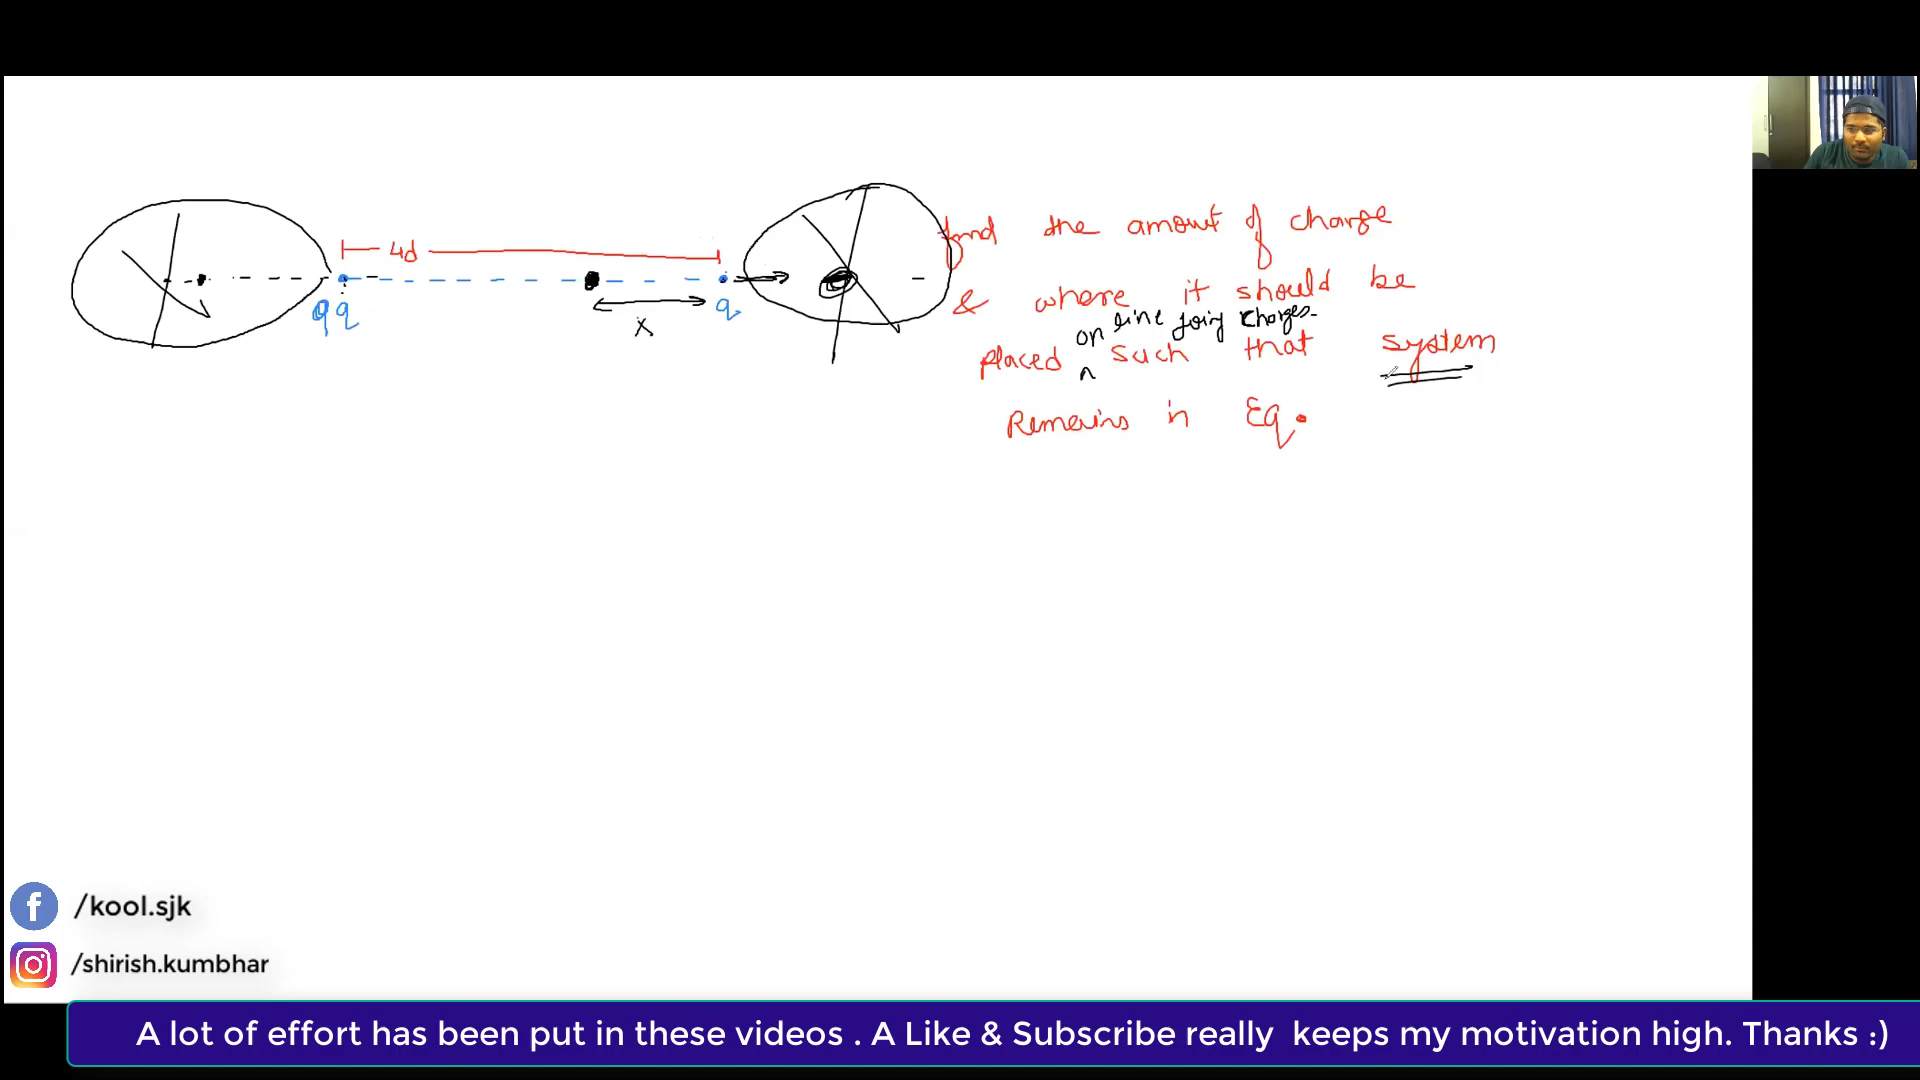 4d
find the amout of charge
& where it should be
q q
x
q
on line joing charges.
placed ^ such that system
Remains in Eq.
/kool.sjk
/shirish.kumbhar
A lot of effort has been put in these videos . A Like & Subscribe really keeps my motivation high. Thanks :)